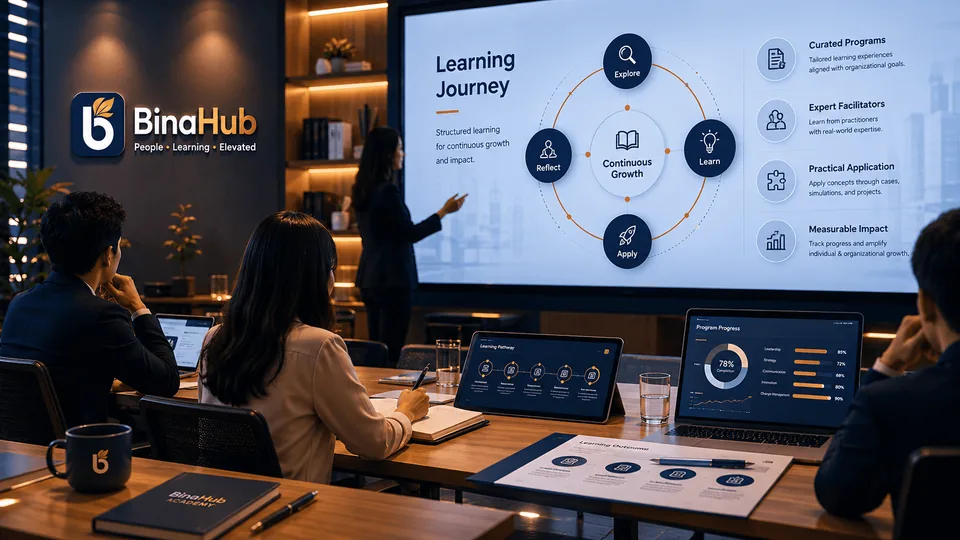 BinaHub
People • Learning • Elevated
Learning
Journey
Structured learning
for continuous growth
and impact.
Explore
Learn
Apply
Reflect
Continuous
Growth
Curated Programs
Tailored learning experiences
aligned with organizational goals.
Expert Facilitators
Learn from practitioners
with real-world expertise.
Practical Application
Apply concepts through cases,
simulations, and projects.
Measurable Impact
Track progress and amplify
individual & organizational growth.
Learning Pathway
Program Progress
78%
Completion
Leadership 85%
Strategy 72%
Communication 88%
Innovation 80%
Change Management 90%
Learning Outcome
BinaHub
ACADEMY